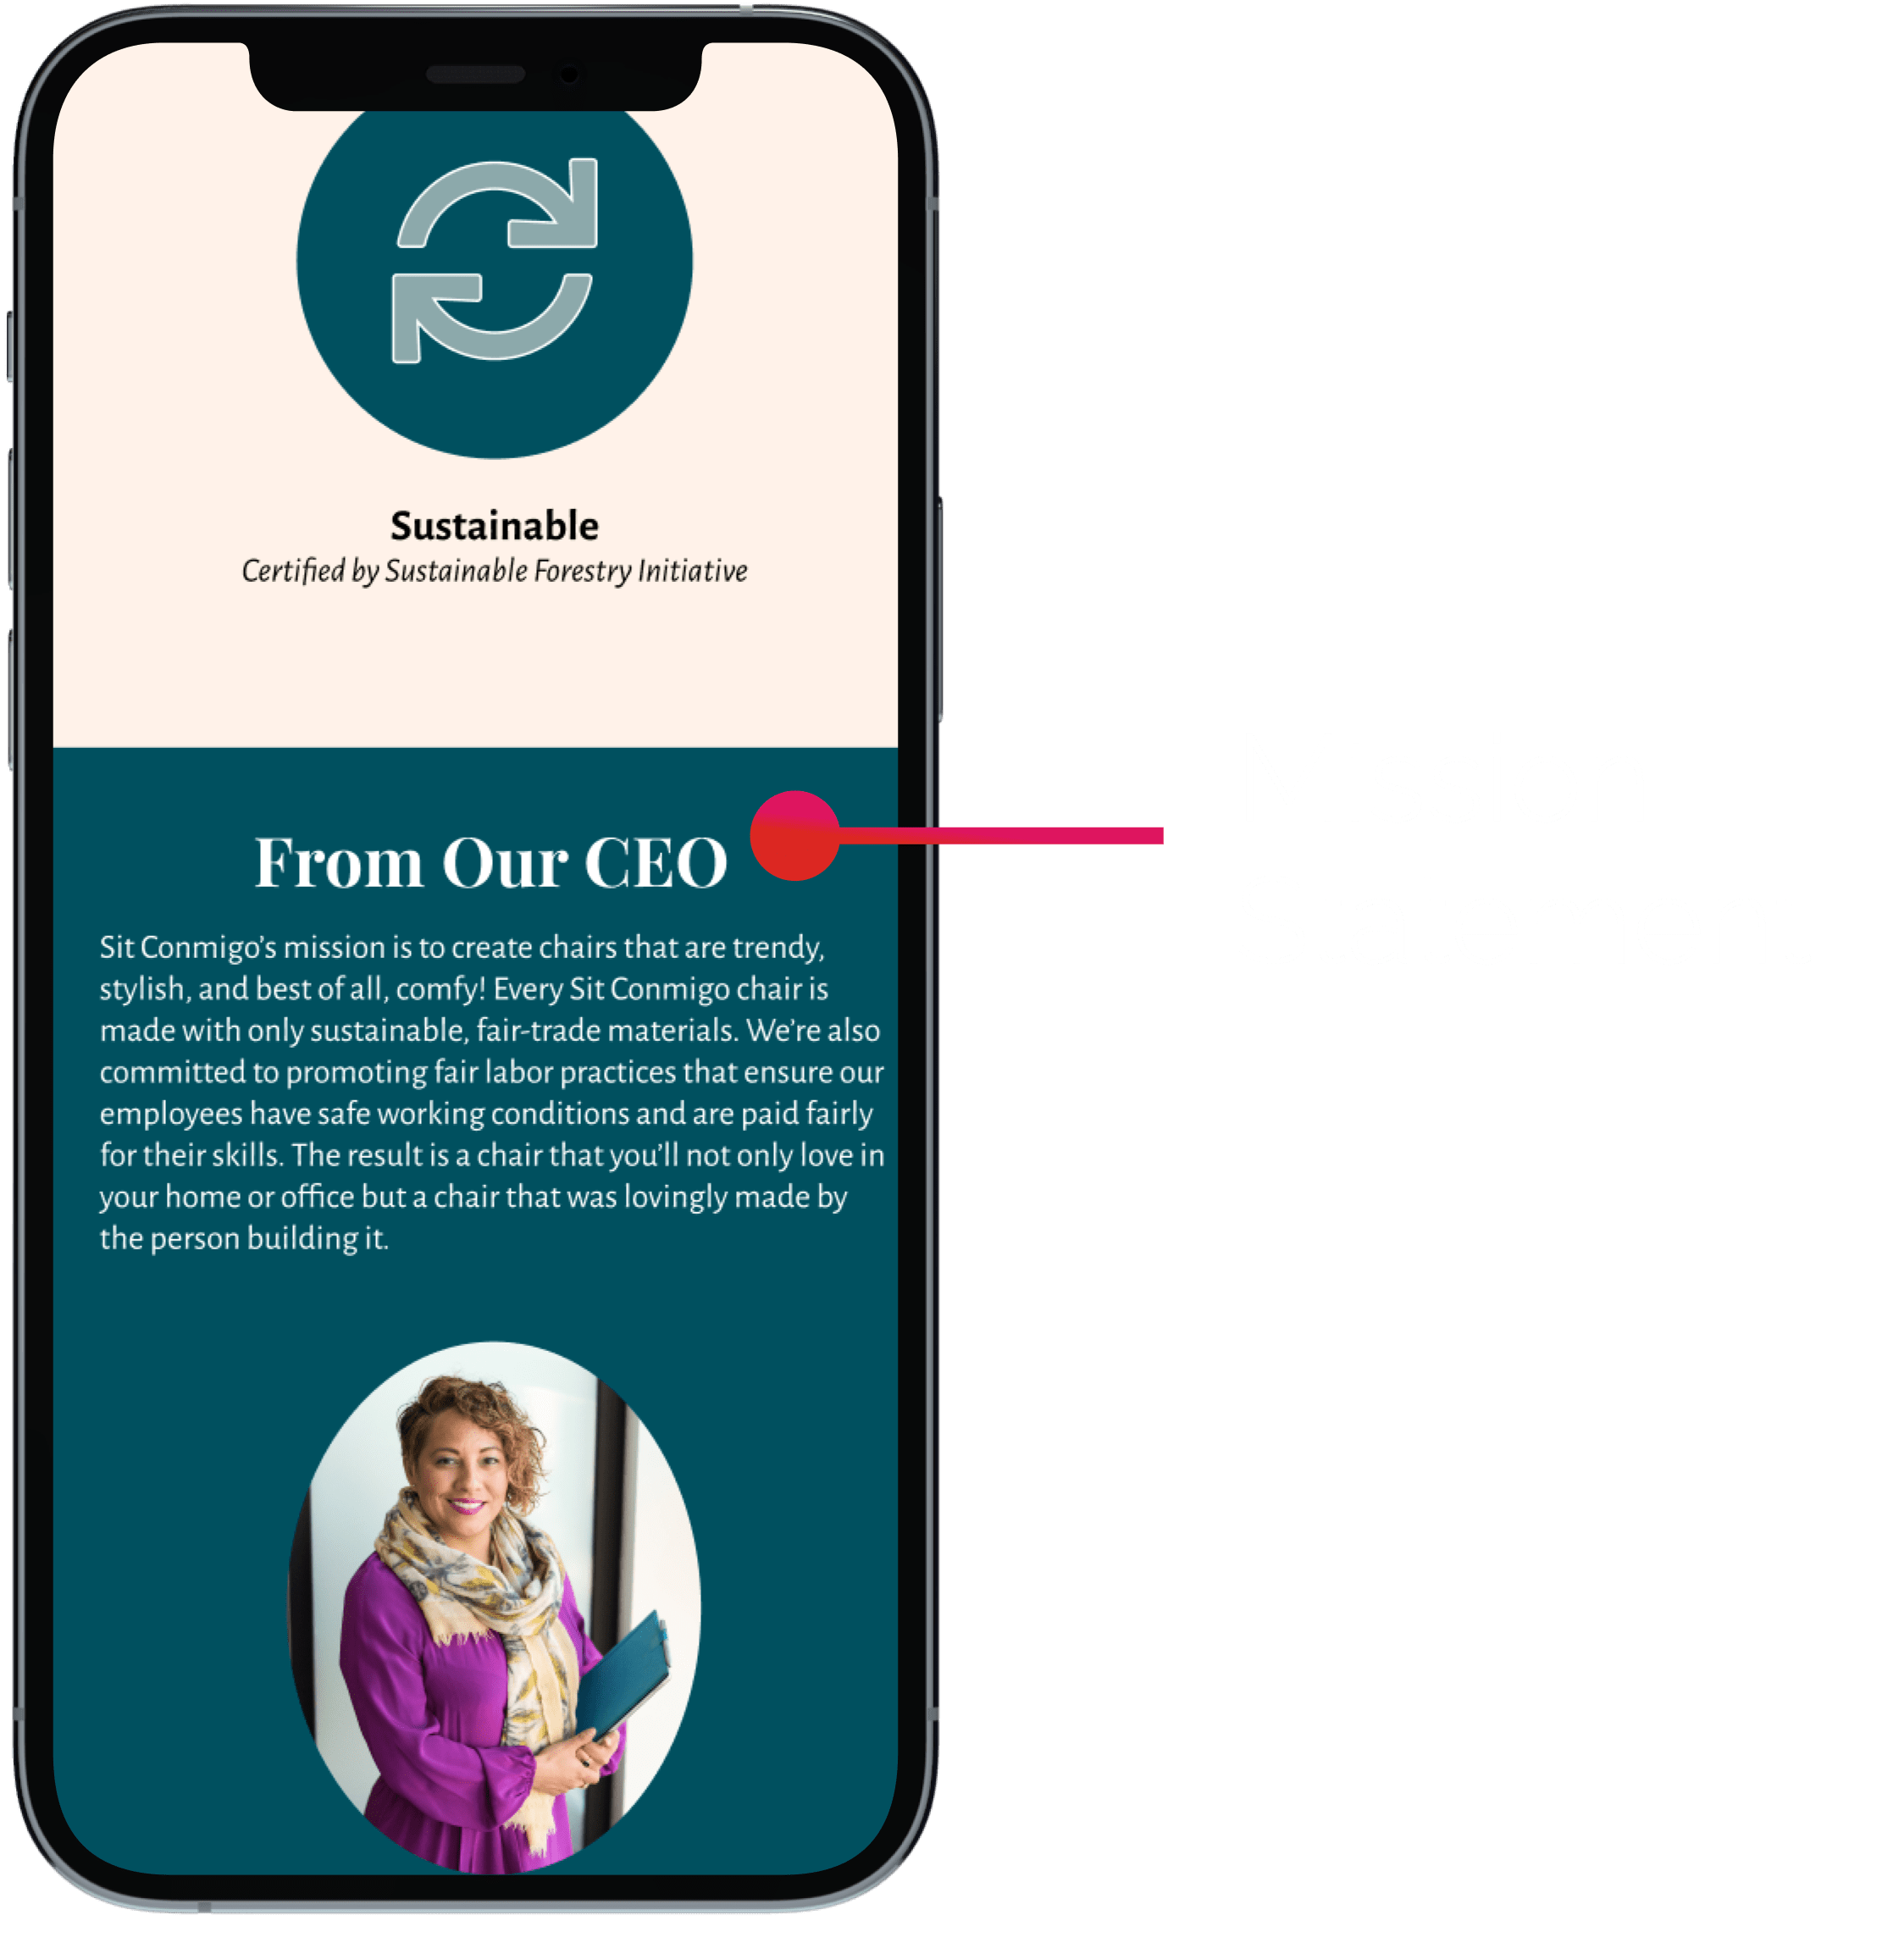 Sustainable
Certified by Sustainable Forestry Initiative
From Our CEO
Sit Conmigo’s mission is to create chairs that are trendy,
stylish, and best of all, comfy! Every Sit Conmigo chair is
made with only sustainable, fair-trade materials. We’re also
committed to promoting fair labor practices that ensure our
employees have safe working conditions and are paid fairly
for their skills. The result is a chair that you’ll not only love in
your home or office but a chair that was lovingly made by
the person building it.